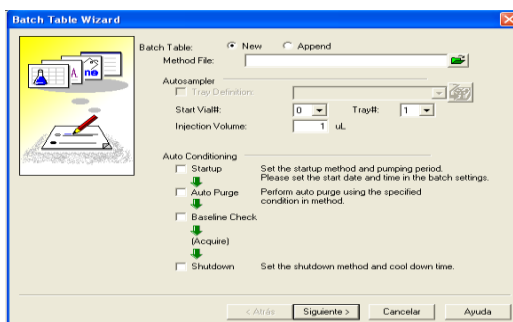 Batch Table Wizard
Batch Table: New Append
Method File:
Autosampler
Tray Definition:
Start Vial#: 0 Tray#: 1
Injection Volume: 1 uL
Auto Conditioning
Startup Set the startup method and pumping period.
Please set the start date and time in the batch settings.
Auto Purge Perform auto purge using the specified
condition in method.
Baseline Check
(Acquire)
Shutdown Set the shutdown method and cool down time.
< Atrás Siguiente > Cancelar Ayuda